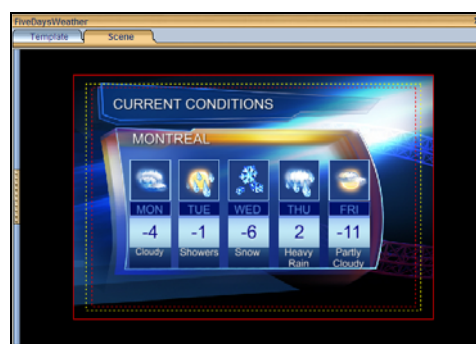 FiveDaysWeather
Template Scene
CURRENT CONDITIONS
MONTREAL
MON TUE WED THU FRI
-4 -1 -6 2 -11
Cloudy Showers Snow Heavy Rain Partly Cloudy